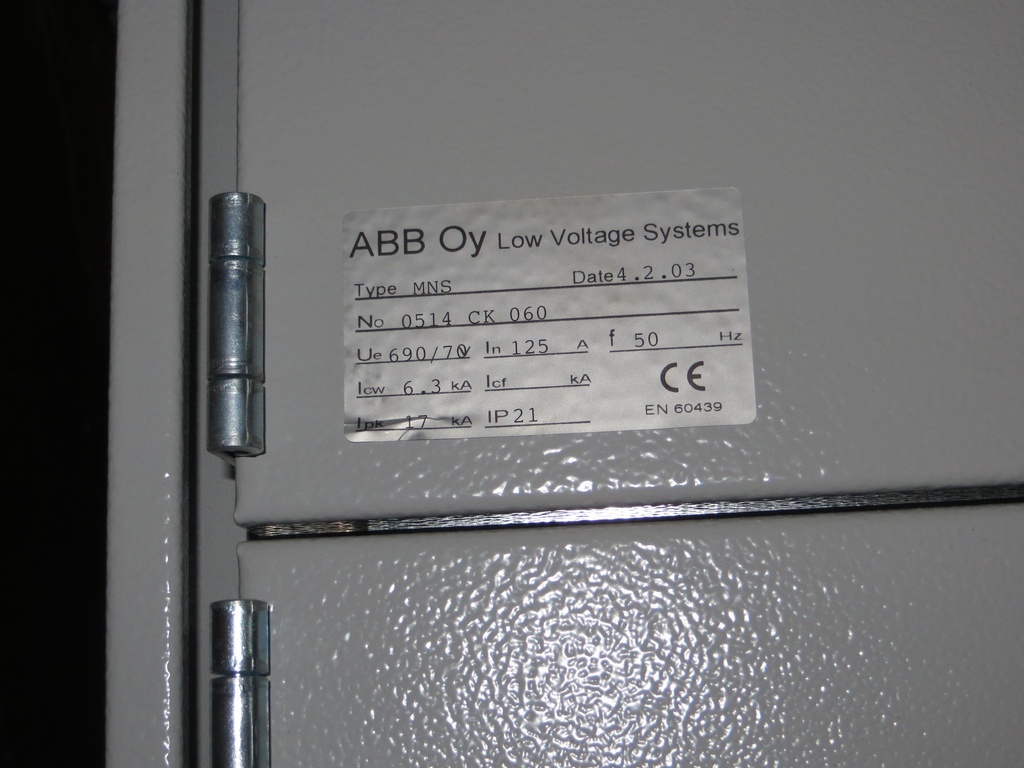 ABB Oy Low Voltage Systems
Type MNS Date 4.2.03
No 0514 CK 060
Ue 690/70 V In 125 A f 50 Hz
Icw 6.3 kA Icf kA CE
Ipk 17 kA IP21 EN 60439